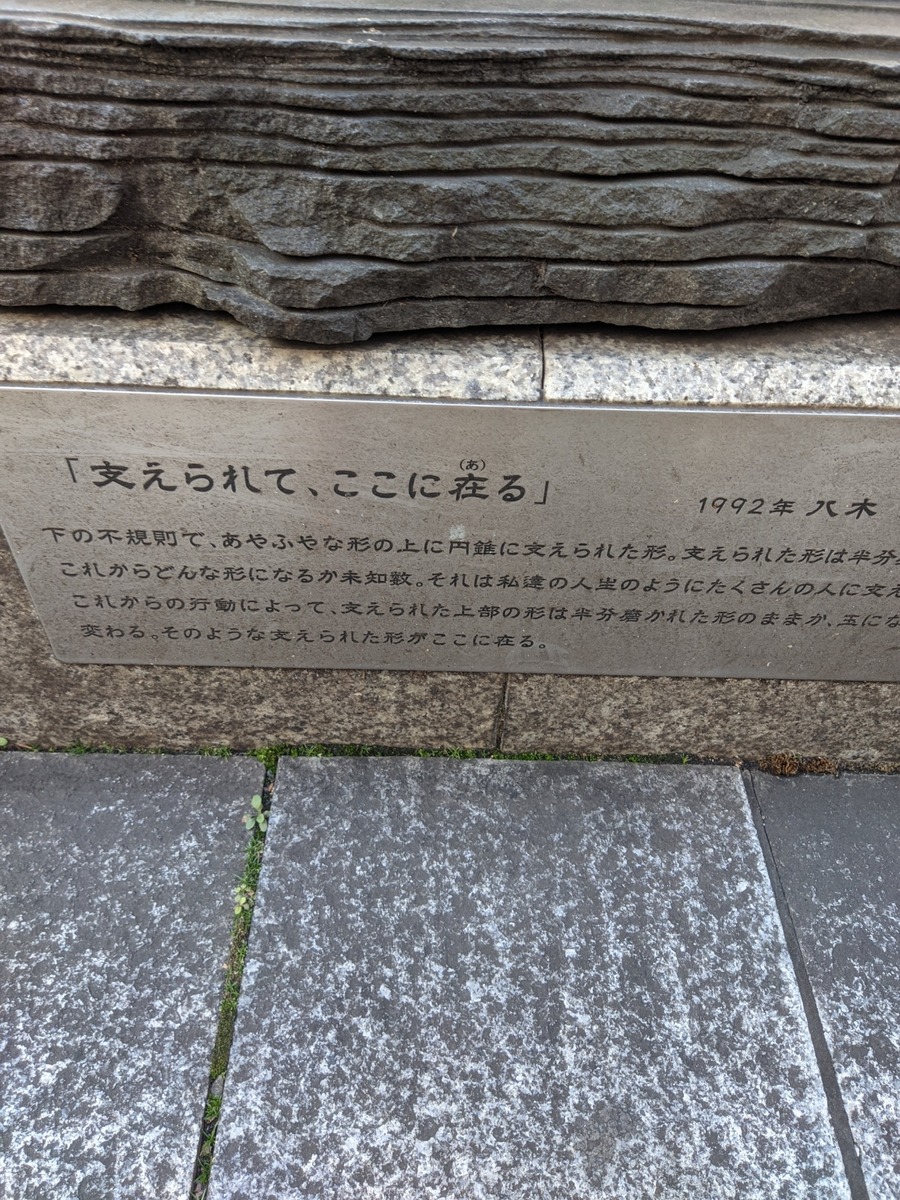 「支えられて、ここに在(あ)る」
1992年 八木
下の不規則で、あやふやな形の上に円錐に支えられた形。支えられた形は半分
これからどんな形になるか未知数。それは私達の人生のようにたくさんの人に支え
これからの行動によって、支えられた上部の形は半分磨かれた形のままか、玉にな
変わる。そのような支えられた形がここに在る。